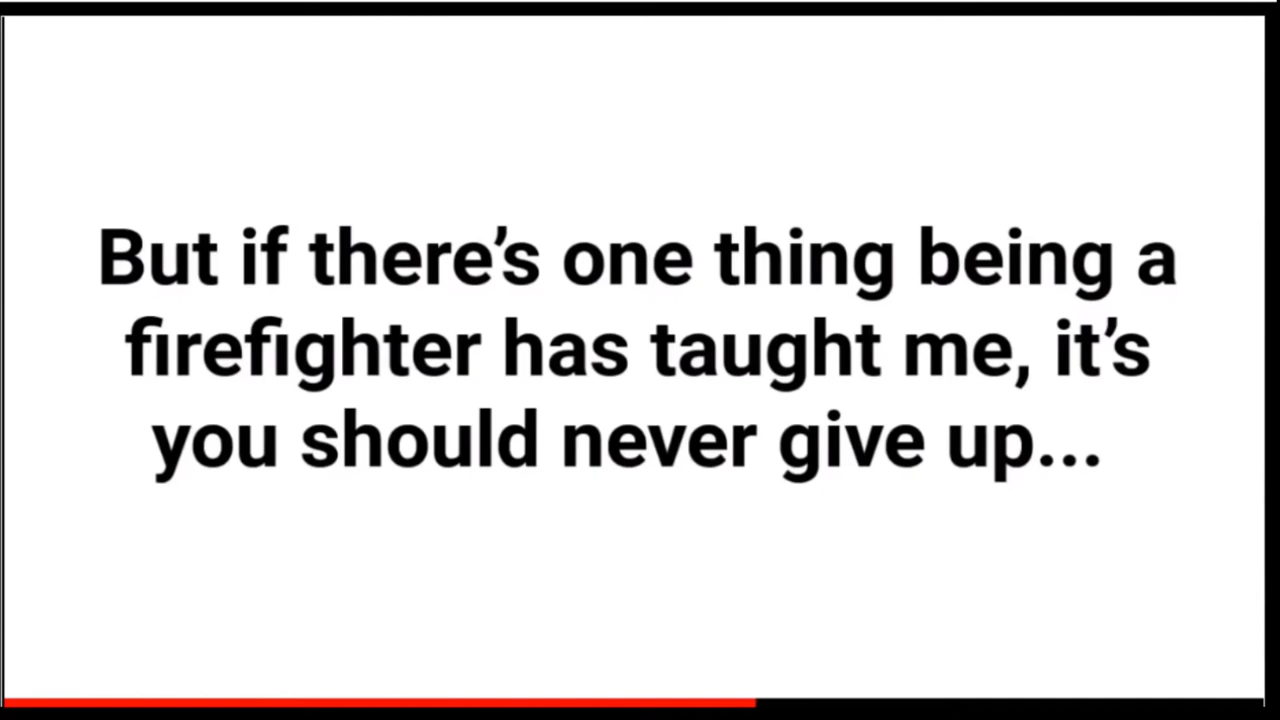 But if there’s one thing being a
firefighter has taught me, it’s
you should never give up...